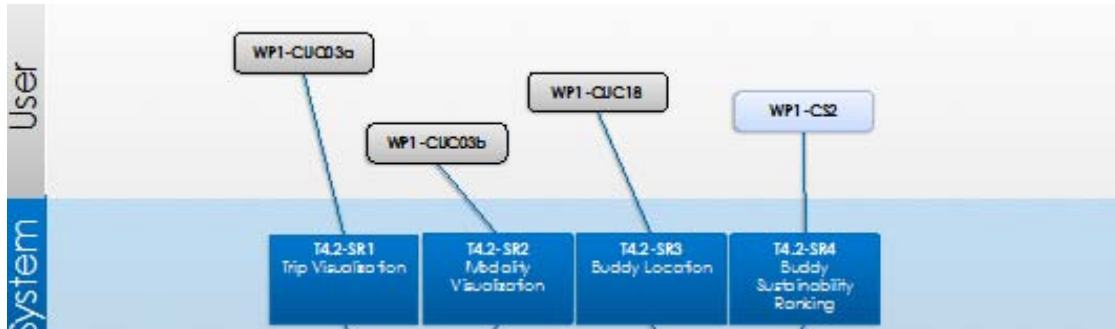 User
WP1-CUC03a
WP1-CUC18
WP1-CS2
WP1-CUC03b
System
T4.2-SR1
Trip Visualization
T4.2-SR2
Modality
Visualization
T4.2-SR3
Buddy Location
T4.2-SR4
Buddy
Sustainability
Ranking